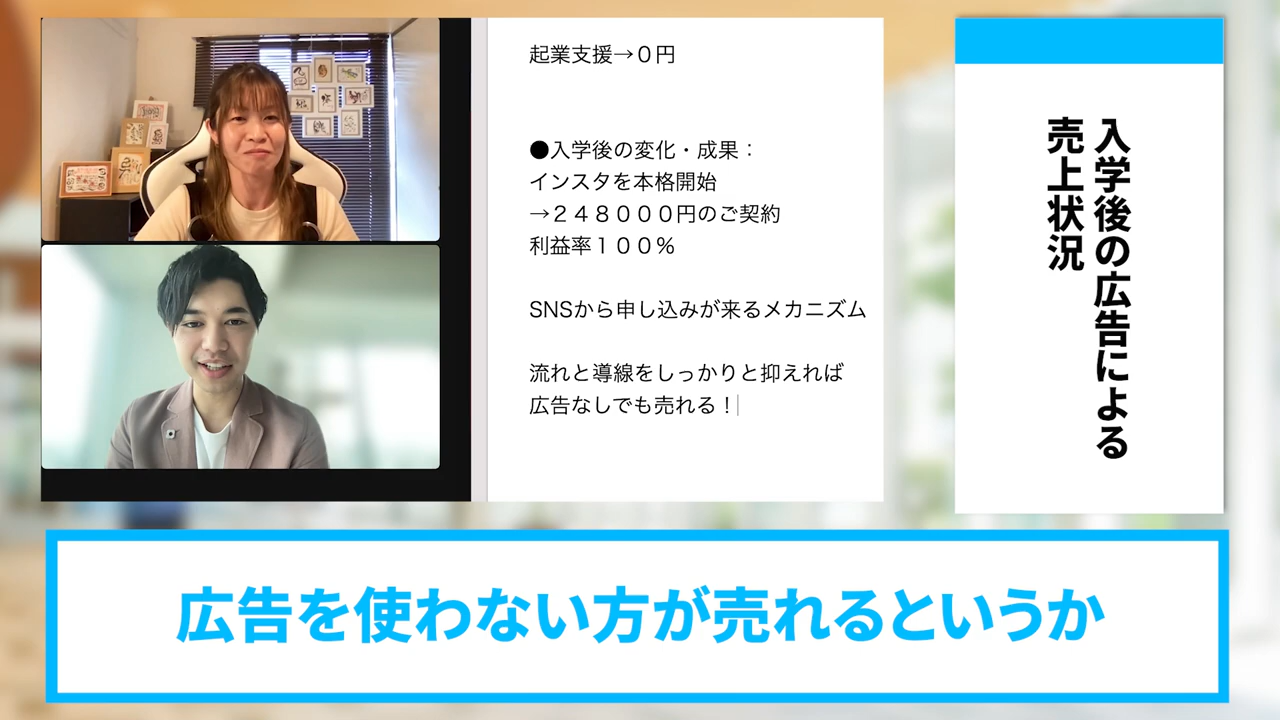 起業支援→０円
●入学後の変化・成果：
インスタを本格開始
→２４８０００円のご契約
利益率１００％
SNSから申し込みが来るメカニズム
流れと導線をしっかりと抑えれば
広告なしでも売れる！
入学後の広告による
売上状況
広告を使わない方が売れるというか